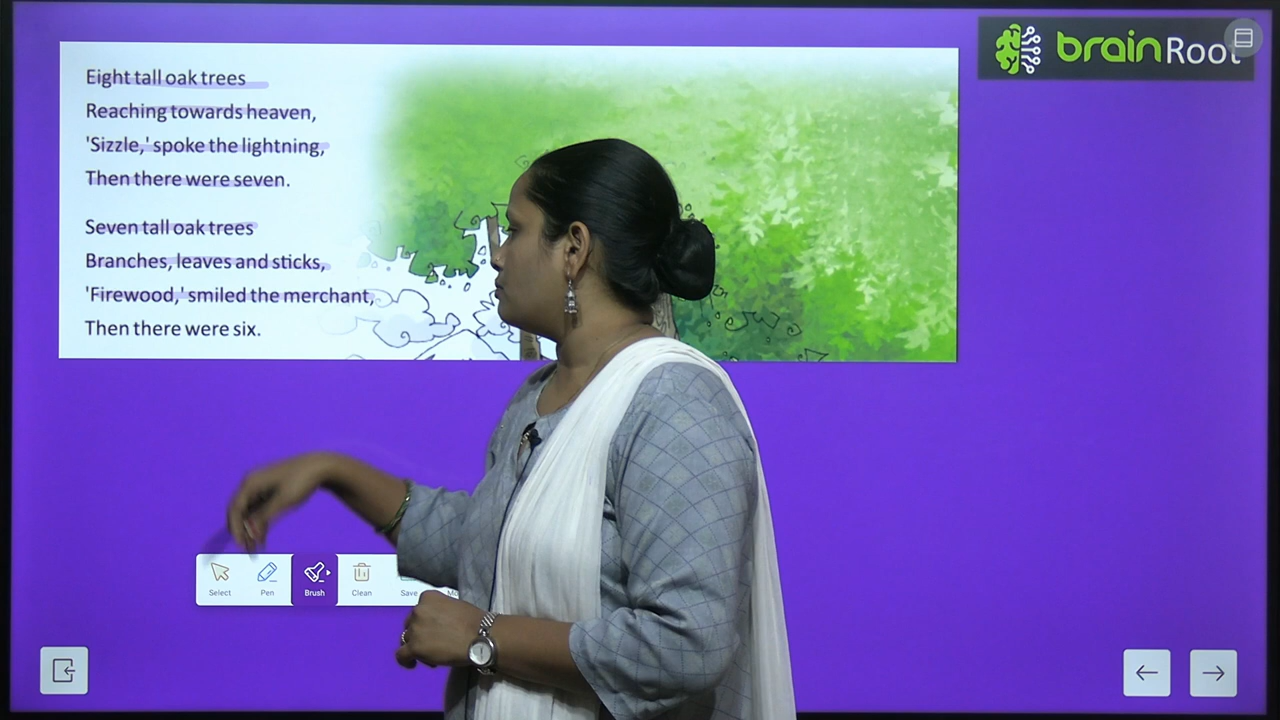 Eight tall oak trees
Reaching towards heaven,
'Sizzle,' spoke the lightning,
Then there were seven.
Seven tall oak trees
Branches, leaves and sticks,
'Firewood,' smiled the merchant,
Then there were six.
brainRoot
Select Pen Brush Clean Save